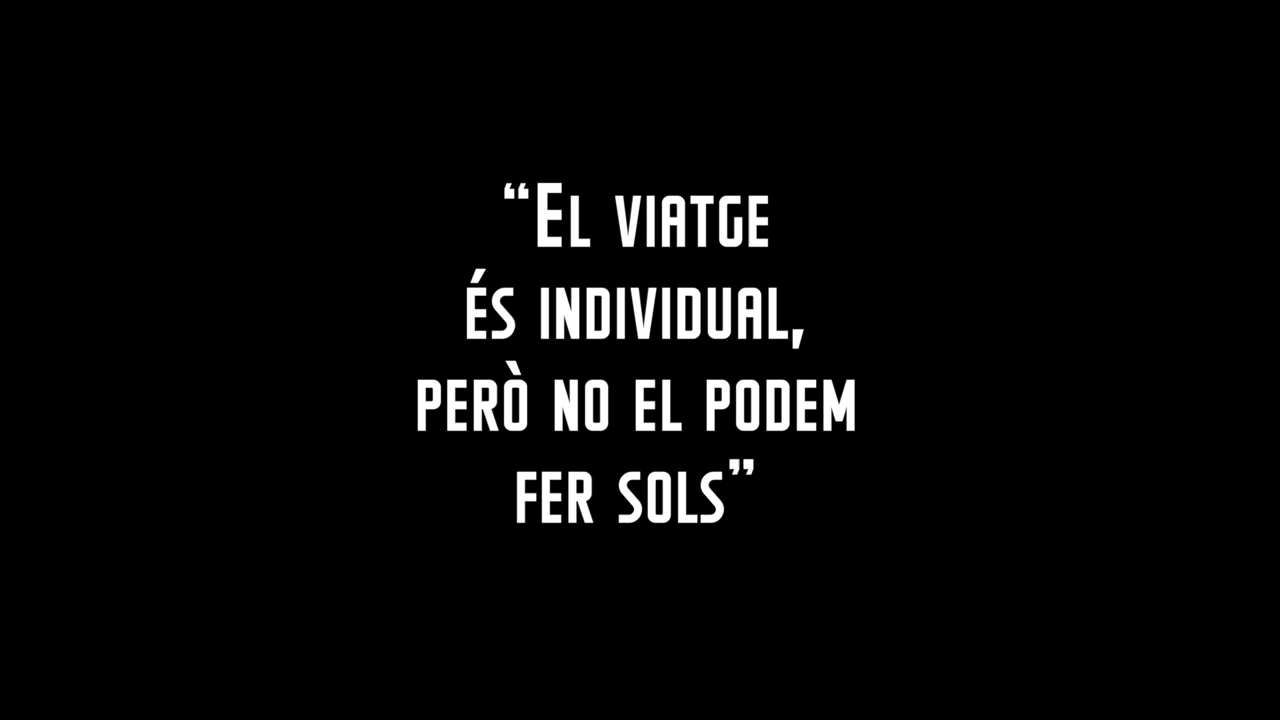 “El viatge
és individual,
però no el podem
fer sols”